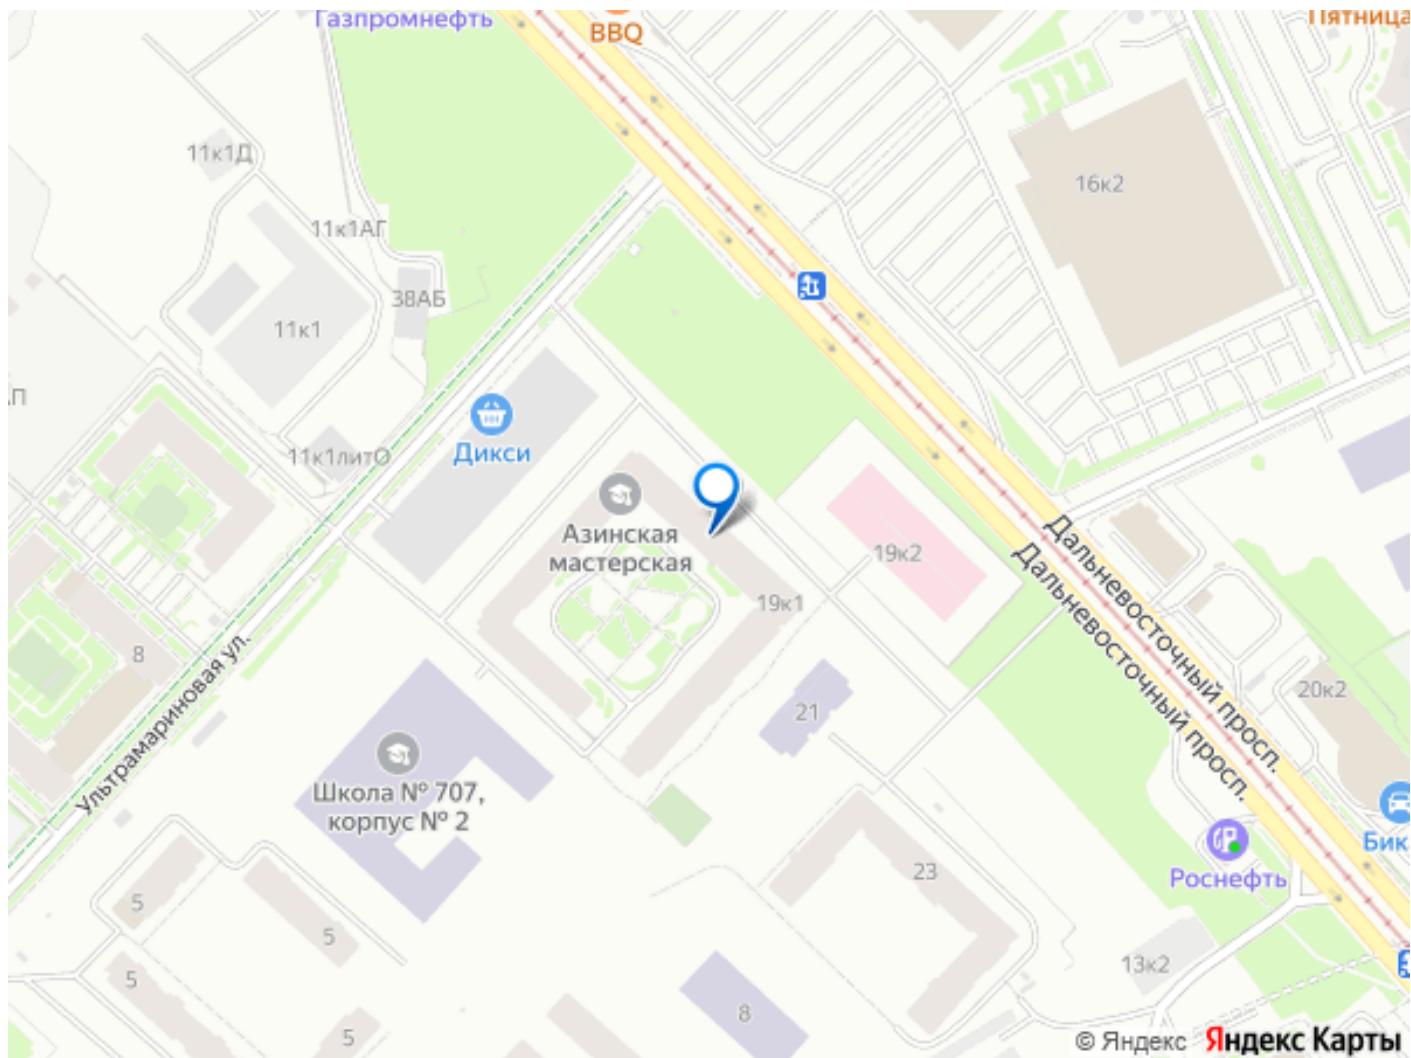 Газпромнефть
BBQ
Пятница
11к1Д
16к2
11к1АГ
38АБ
11к1
АП
Дикси
11к1литО
Азинская
мастерская
19к2
19к1
Дальневосточный просп.
Дальневосточный просп.
8
Ультрамариновая ул.
21
20к2
Школа № 707,
корпус № 2
Бик
Роснефть
23
5
5
5
13к2
8
5
© Яндекс Яндекс Карты